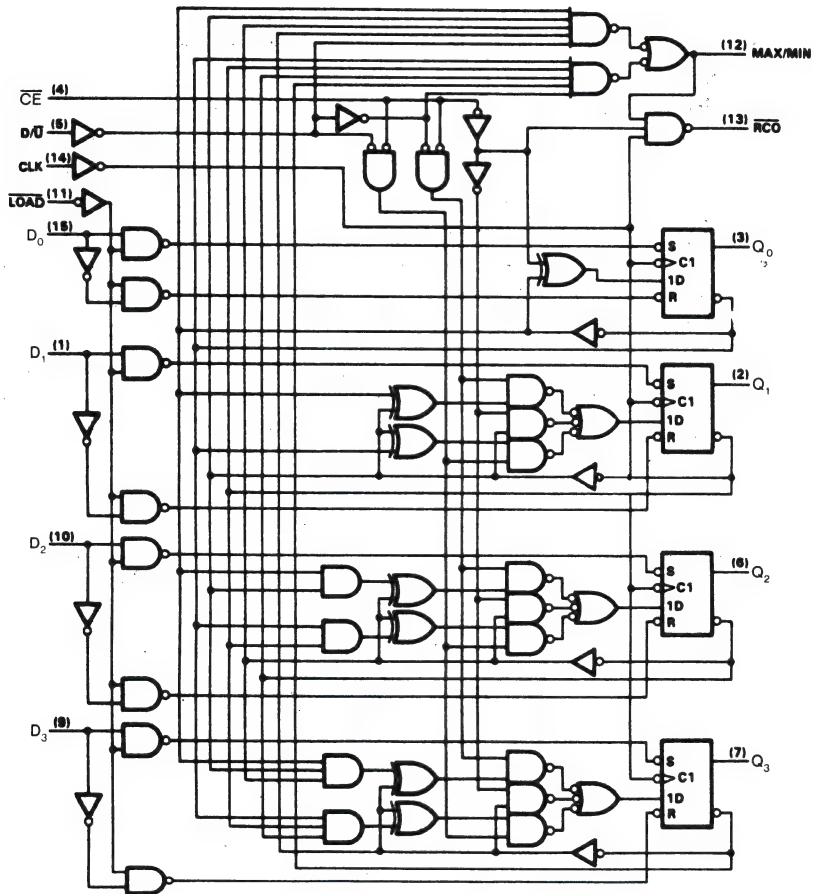 (12) MAX/MIN
CE (4)
D/U (5)
(13) RCO
CLK (14)
LOAD (11)
D0 (15)
S
(3) Q0
C1
1D
R
D1 (1)
S
(2) Q1
C1
1D
R
D2 (10)
S
(6) Q2
C1
1D
R
D3 (9)
S
(7) Q3
C1
1D
R